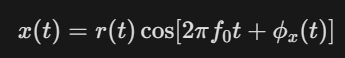 x(t) = r(t) cos[2πf₀t + ϕₓ(t)]